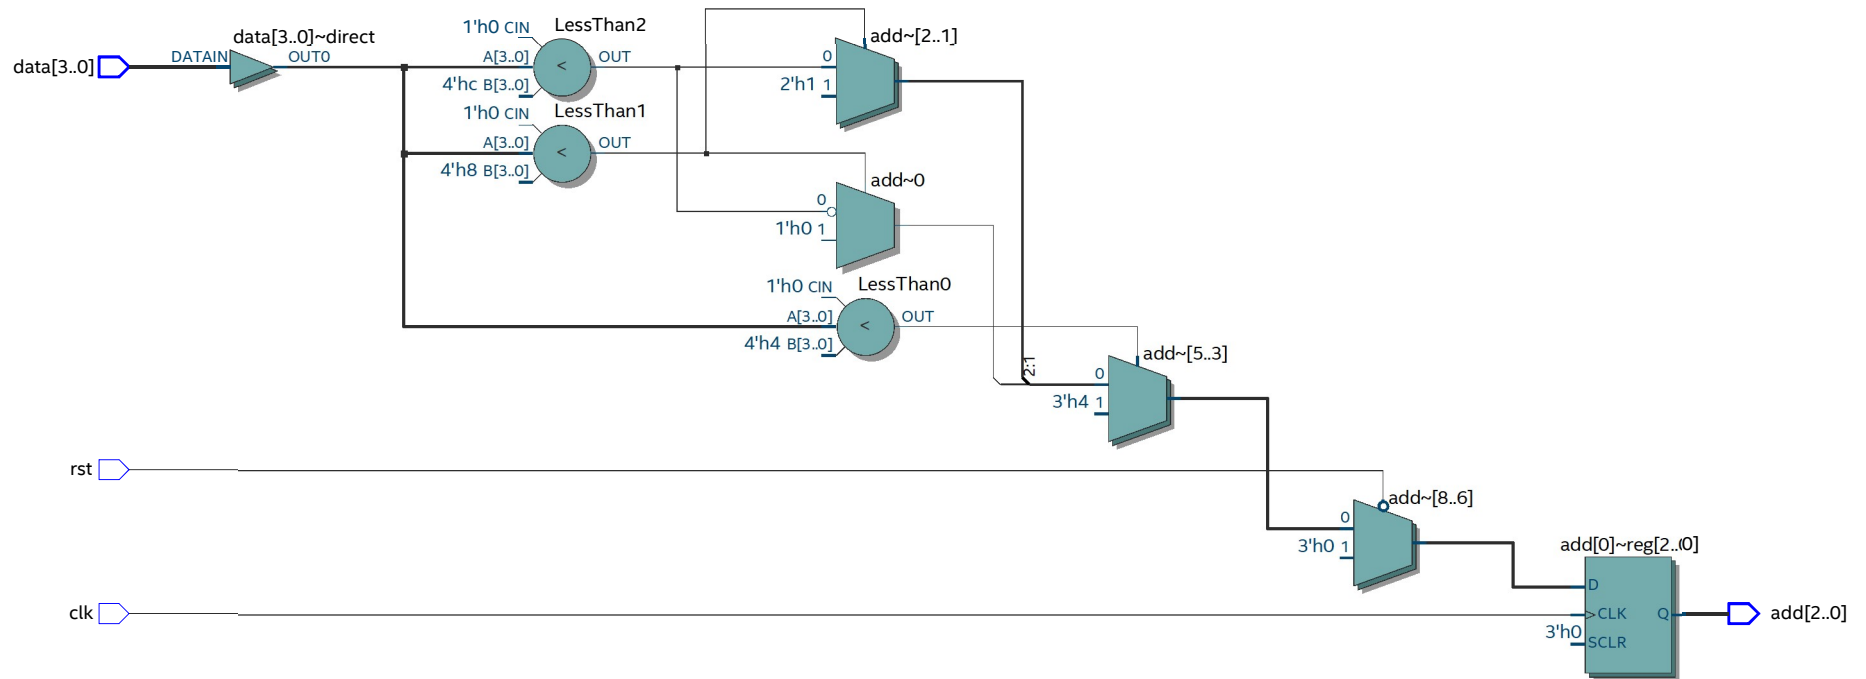 data[3..0]
DATAIN
data[3..0]~direct
OUT0
1'h0 CIN
LessThan2
A[3..0]
<
OUT
4'hc B[3..0]
1'h0 CIN
LessThan1
A[3..0]
<
OUT
4'h8 B[3..0]
add~[2..1]
0
2'h1 1
add~0
0
1'h0 1
1'h0 CIN
LessThan0
A[3..0]
<
OUT
4'h4 B[3..0]
2:1
add~[5..3]
0
3'h4 1
rst
add~[8..6]
0
3'h0 1
add[0]~reg[2..0]
D
clk
>CLK
Q
add[2..0]
3'h0
SCLR